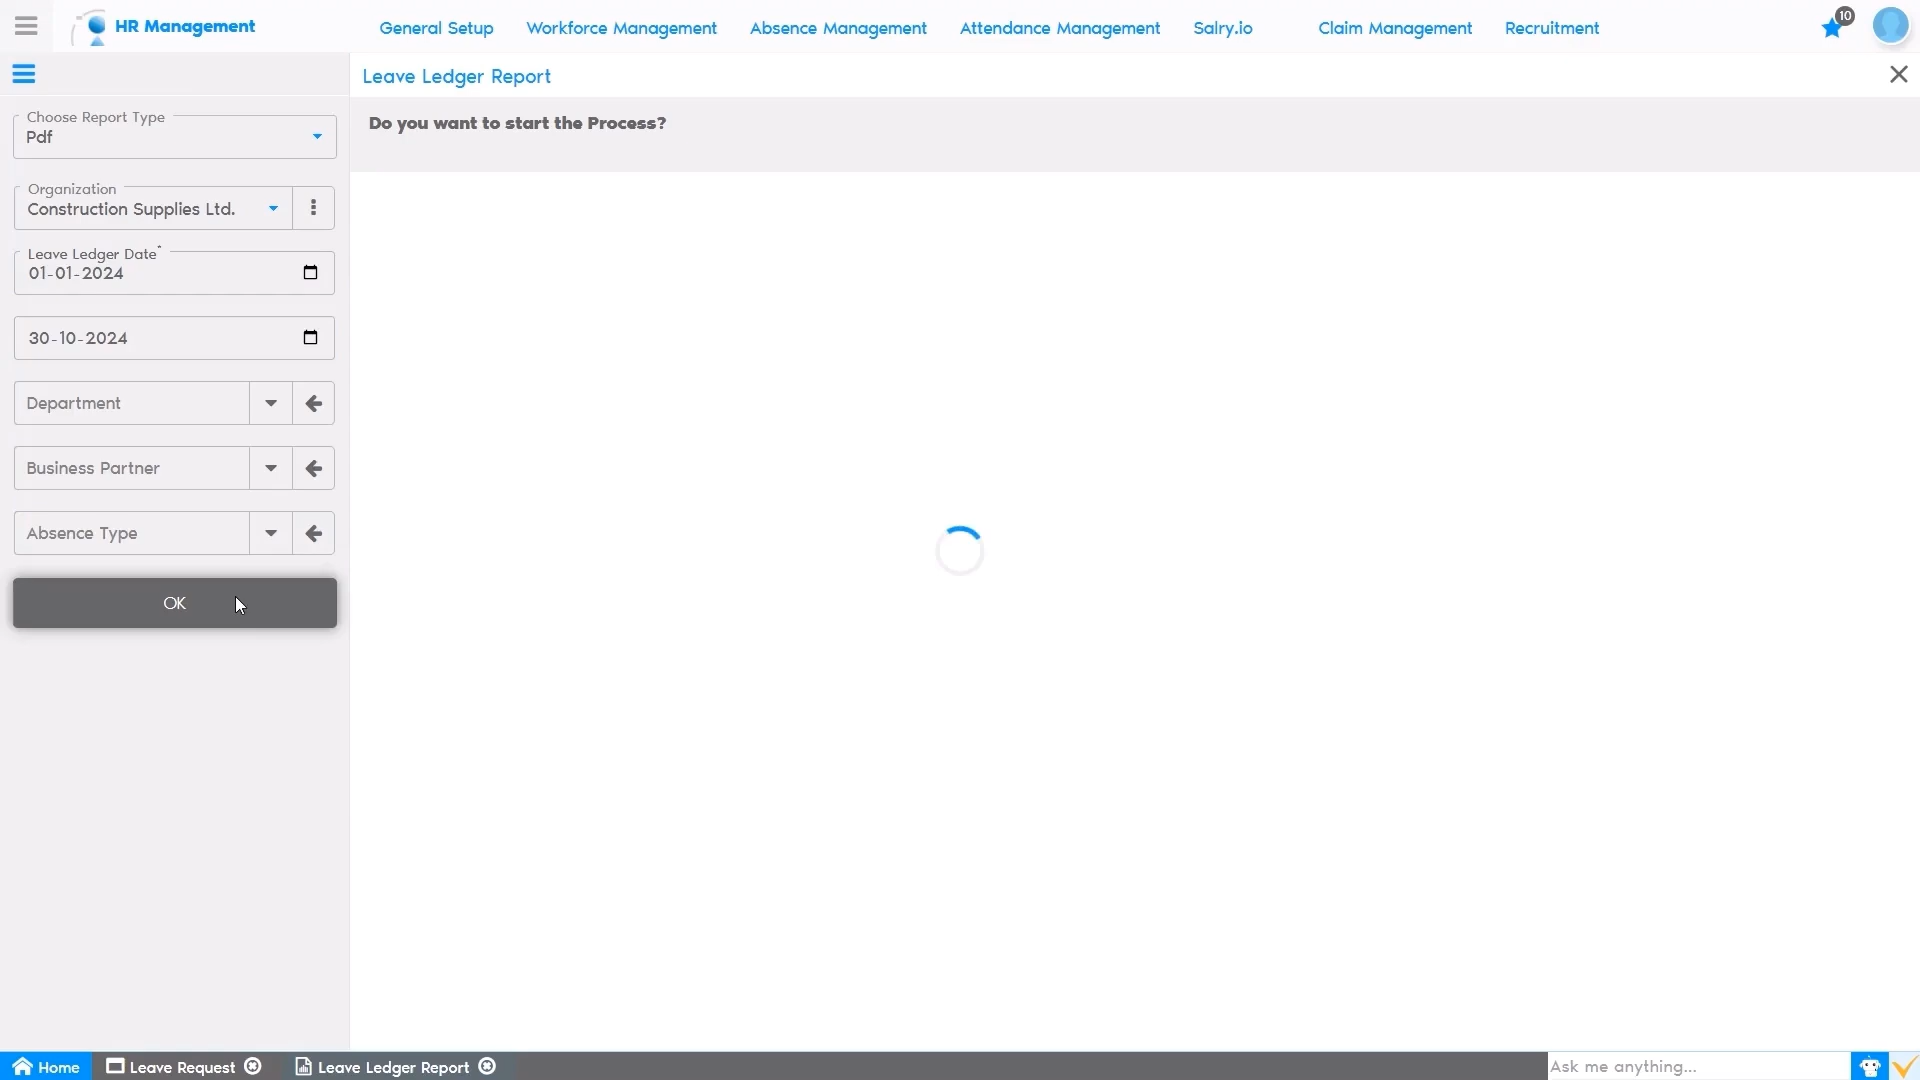 HR Management
General Setup
Workforce Management
Absence Management
Attendance Management
Salry.io
Claim Management
Recruitment
10
Leave Ledger Report
Do you want to start the Process?
Choose Report Type
Pdf
Organization
Construction Supplies Ltd.
Leave Ledger Date*
01-01-2024
30-10-2024
Department
Business Partner
Absence Type
OK
Home
Leave Request
Leave Ledger Report
Ask me anything...